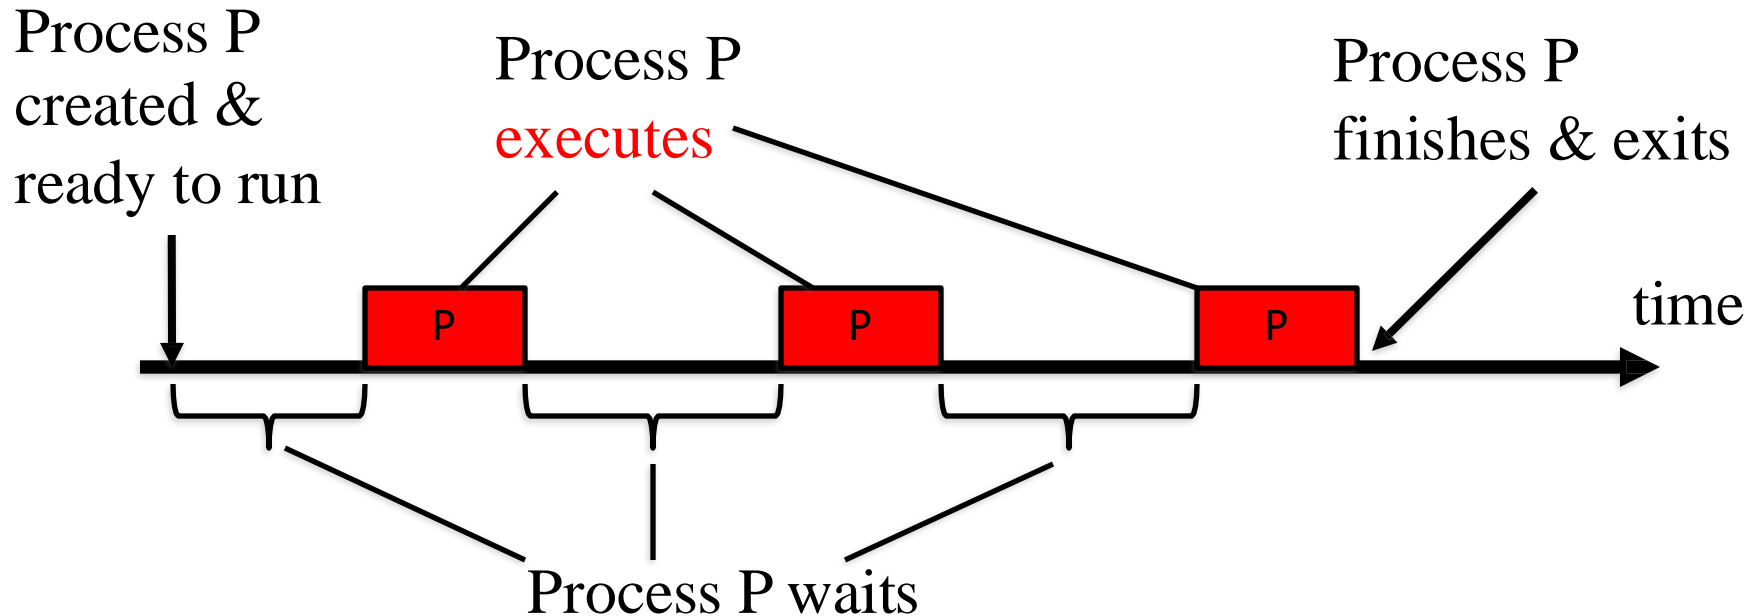 Process P
created &
ready to run
Process P
executes
Process P
finishes & exits
time
P
P
P
Process P waits